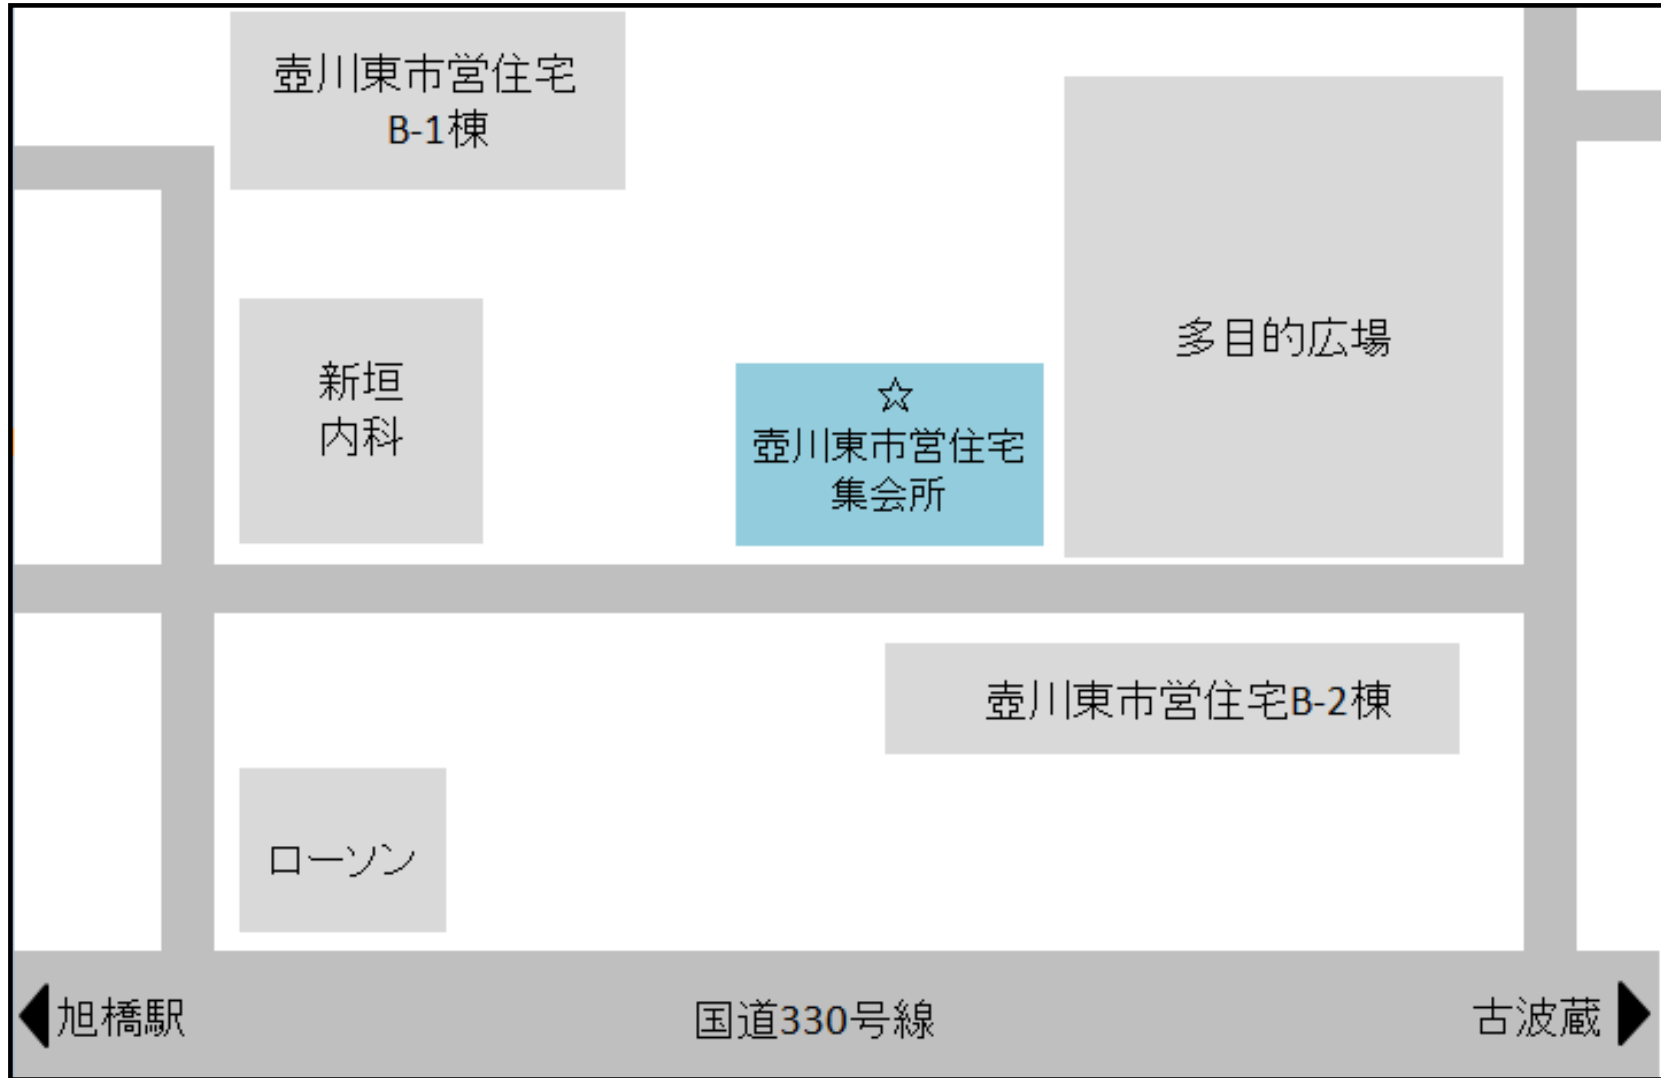 壺川東市営住宅
B-1棟
多目的広場
新垣
内科
☆
壺川東市営住宅
集会所
壺川東市営住宅B-2棟
ローソン
旭橋駅
国道330号線
古波蔵